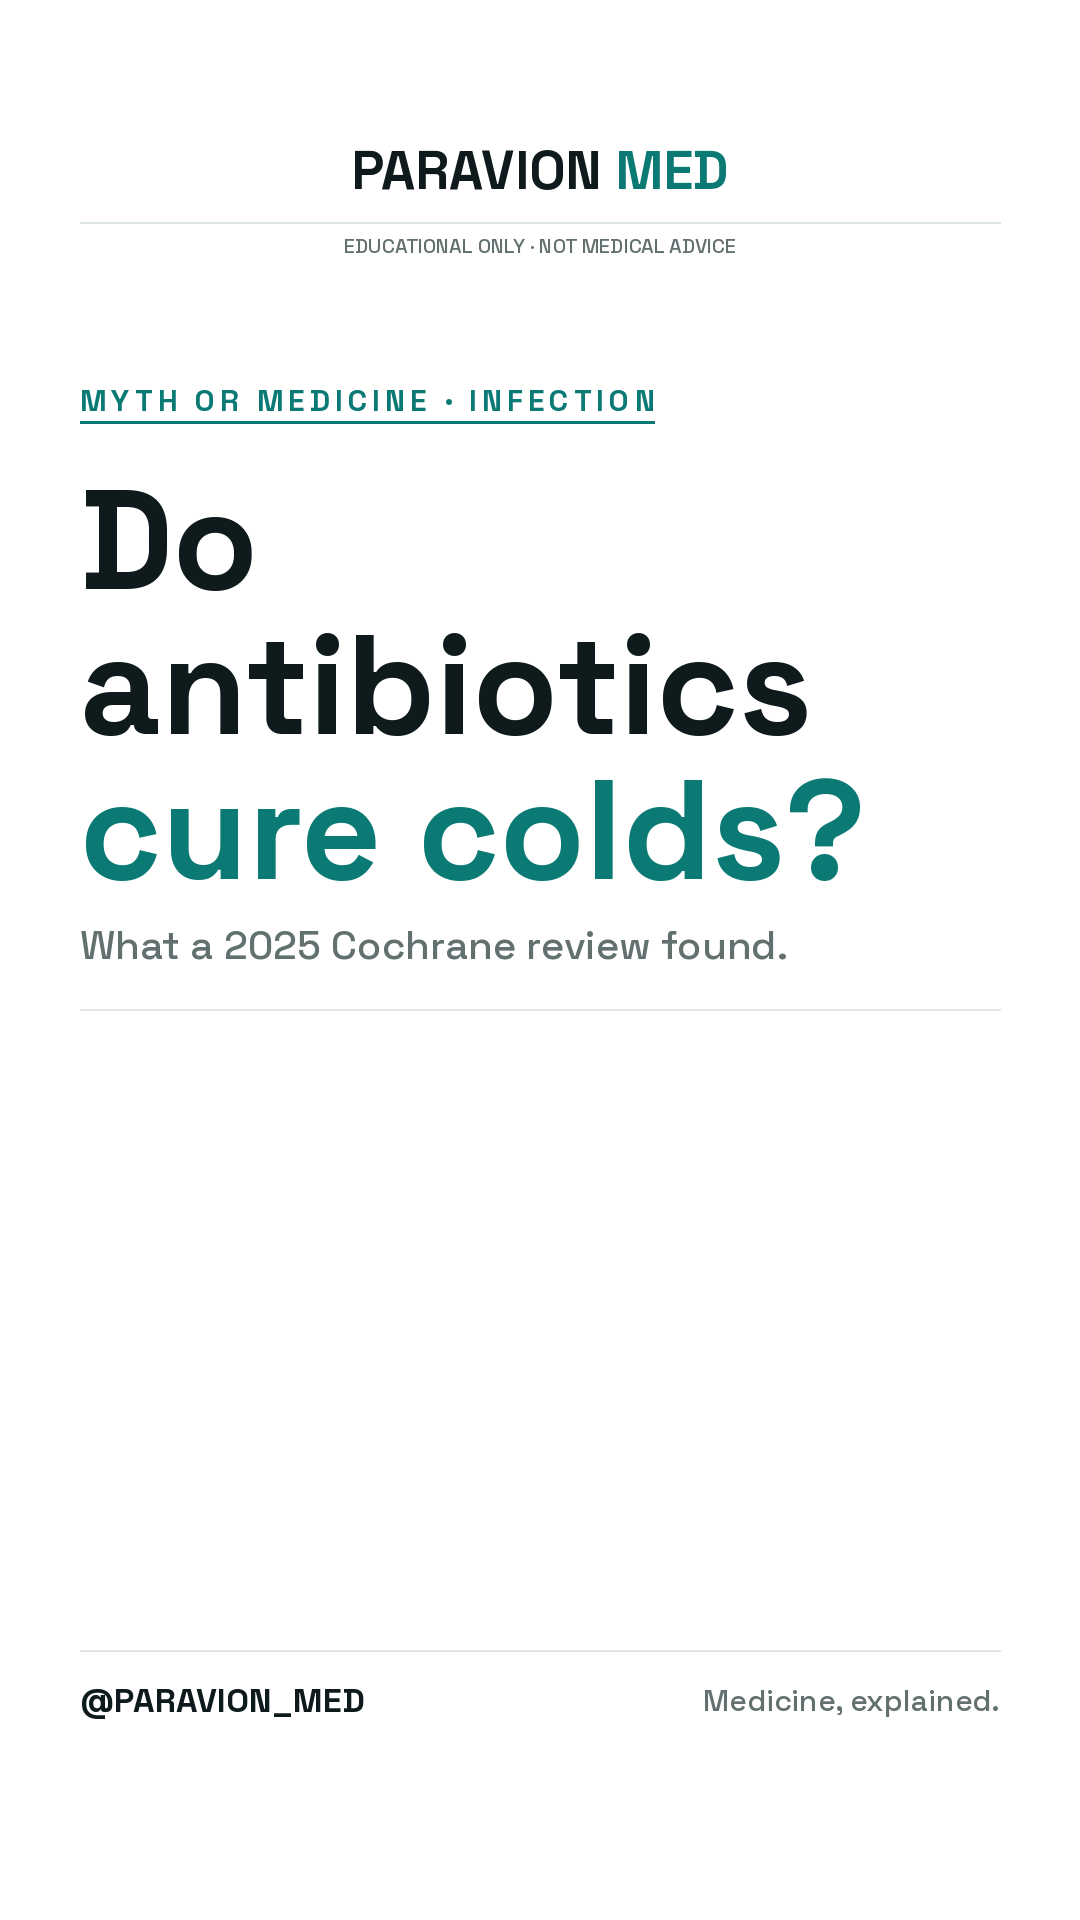 PARAVION MED
EDUCATIONAL ONLY · NOT MEDICAL ADVICE
MYTH OR MEDICINE · INFECTION
Do
antibiotics
cure colds?
What a 2025 Cochrane review found.
@PARAVION_MED
Medicine, explained.